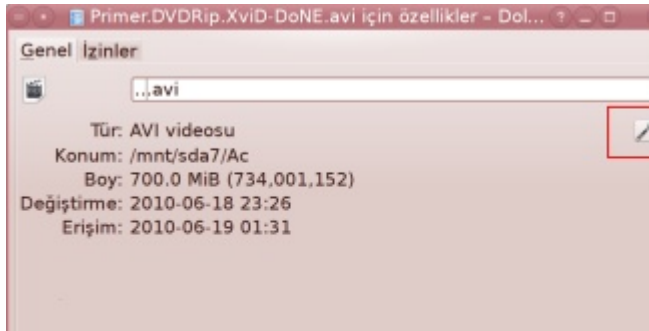 Primer.DVDRip.XviD-DoNE.avi için özellikler – Dol...
Genel İzinler
...avi
Tür: AVI videosu
Konum: /mnt/sda7/Ac
Boy: 700.0 MiB (734,001,152)
Değiştirme: 2010-06-18 23:26
Erişim: 2010-06-19 01:31